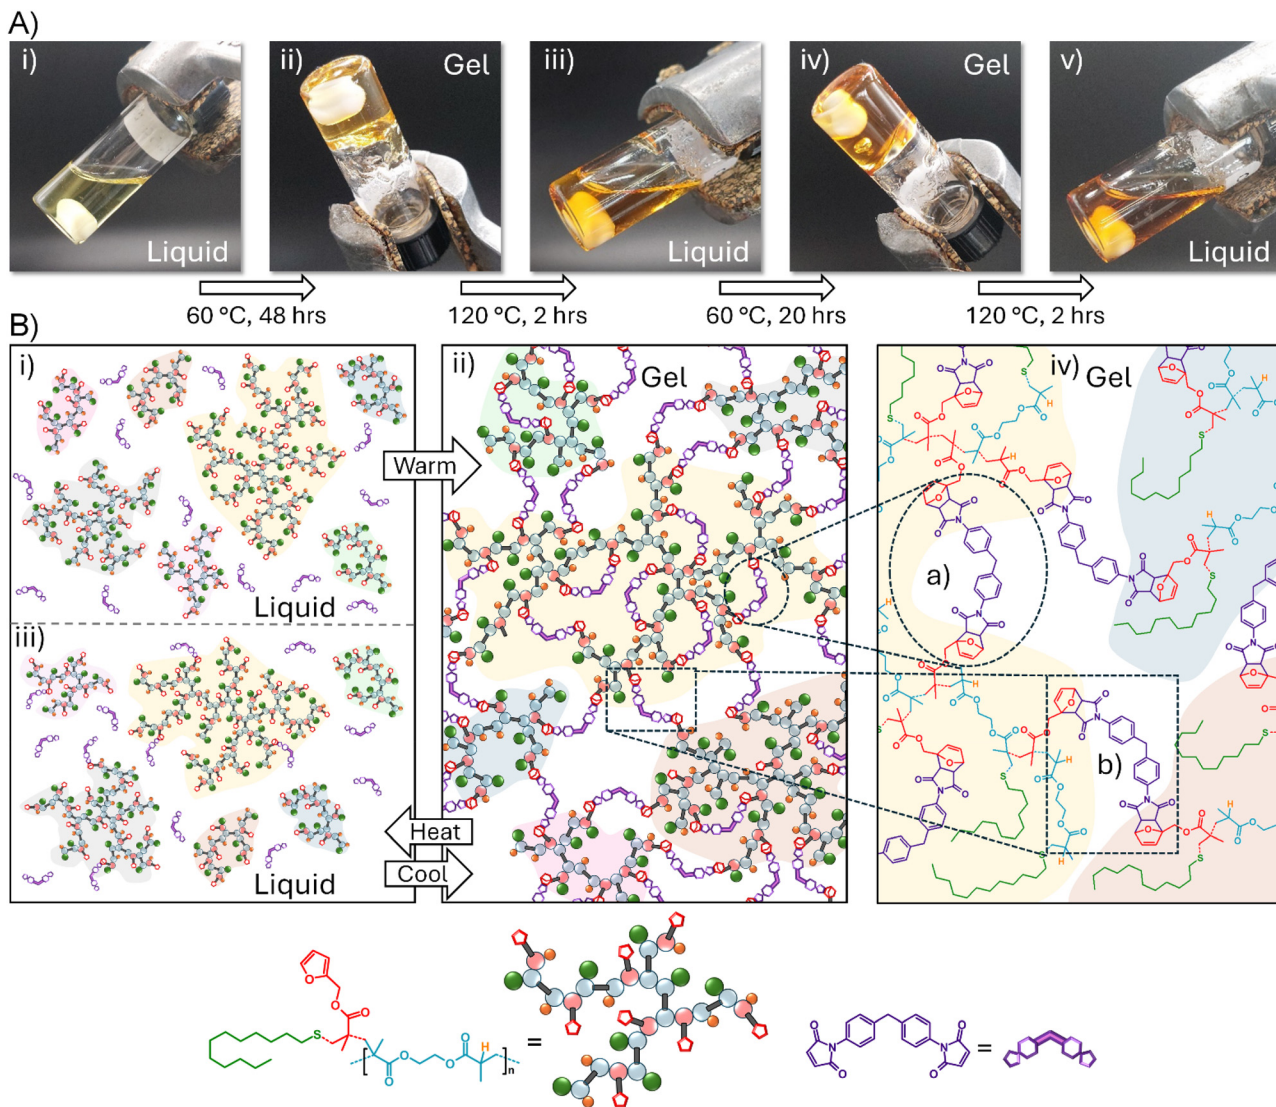 A)
i)
Liquid
ii)
Gel
iii)
Liquid
iv)
Gel
v)
Liquid
60 °C, 48 hrs
120 °C, 2 hrs
60 °C, 20 hrs
120 °C, 2 hrs
B)
i)
Liquid
iii)
Liquid
Warm
Heat
Cool
ii)
Gel
iv)
Gel
a)
b)
O
O
O
O
S
H
n
=
O
O
N
O
O
N
=